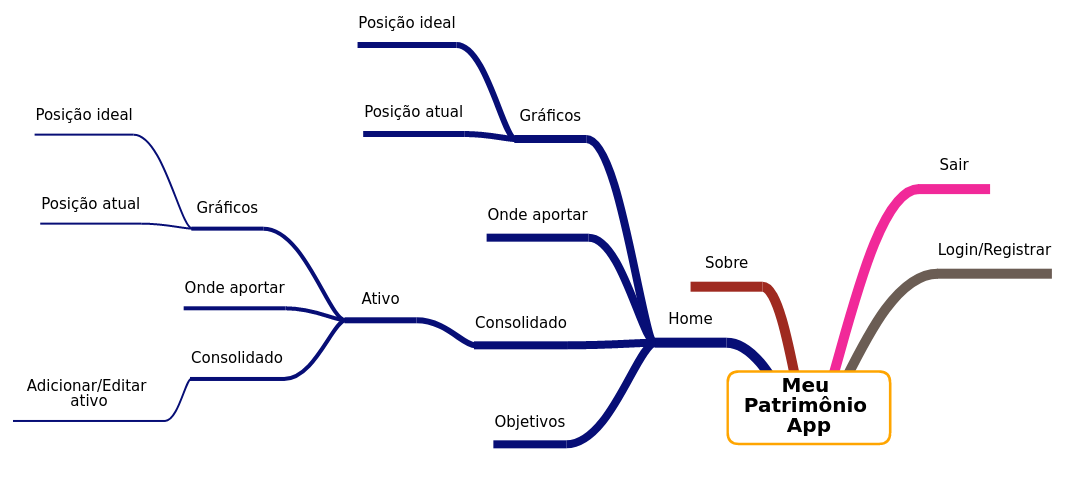 Posição ideal
Posição atual
Gráficos
Posição ideal
Posição atual
Gráficos
Onde aportar
Onde aportar
Ativo
Consolidado
Consolidado
Adicionar/Editar
ativo
Objetivos
Sobre
Home
Sair
Login/Registrar
Meu
Patrimônio
App